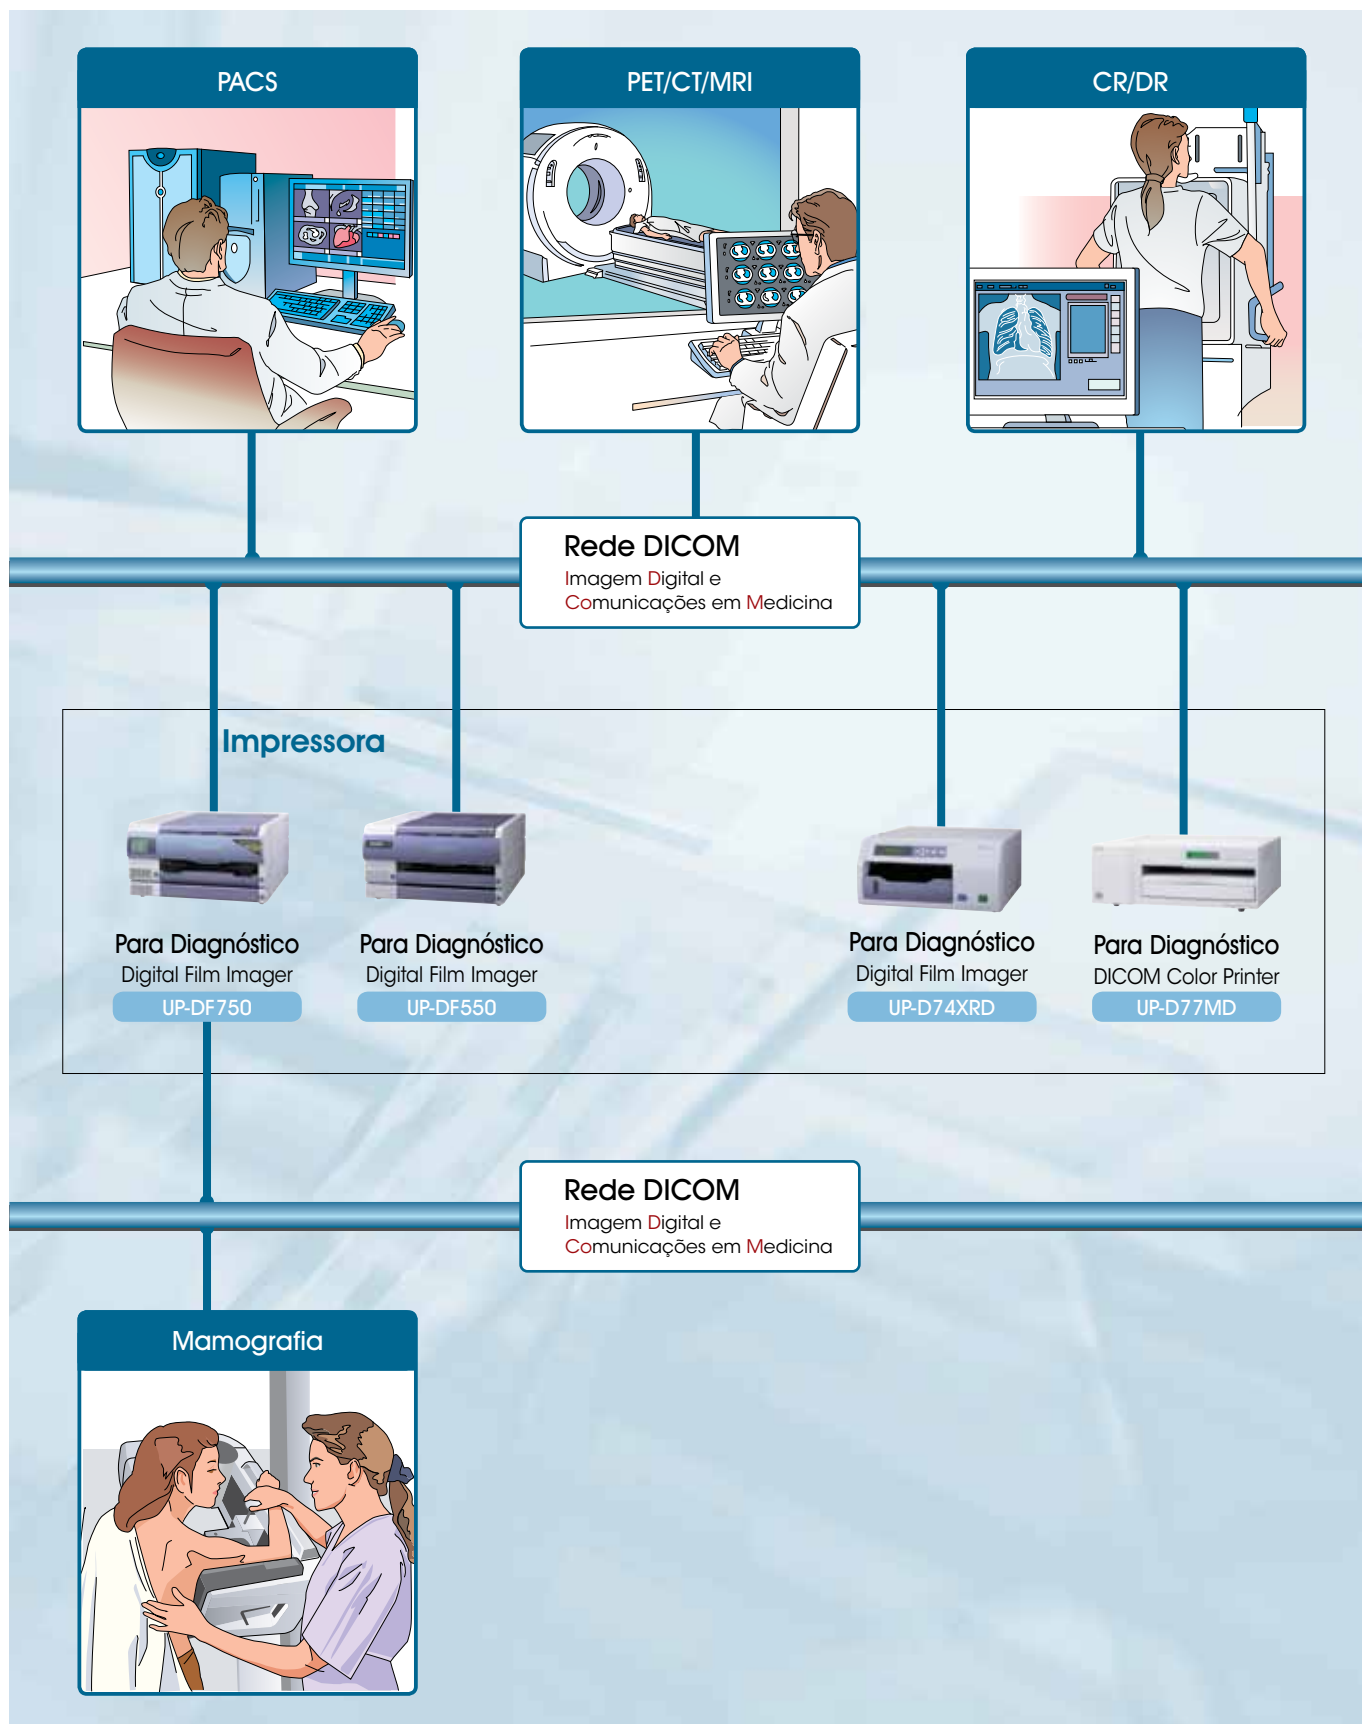 PACS
PET/CT/MRI
CR/DR
Rede DICOM
Imagem Digital e
Comunicações em Medicina
Impressora
Para Diagnóstico
Digital Film Imager
UP-DF750
Para Diagnóstico
Digital Film Imager
UP-DF550
Para Diagnóstico
Digital Film Imager
UP-D74XRD
Para Diagnóstico
DICOM Color Printer
UP-D77MD
Rede DICOM
Imagem Digital e
Comunicações em Medicina
Mamografia